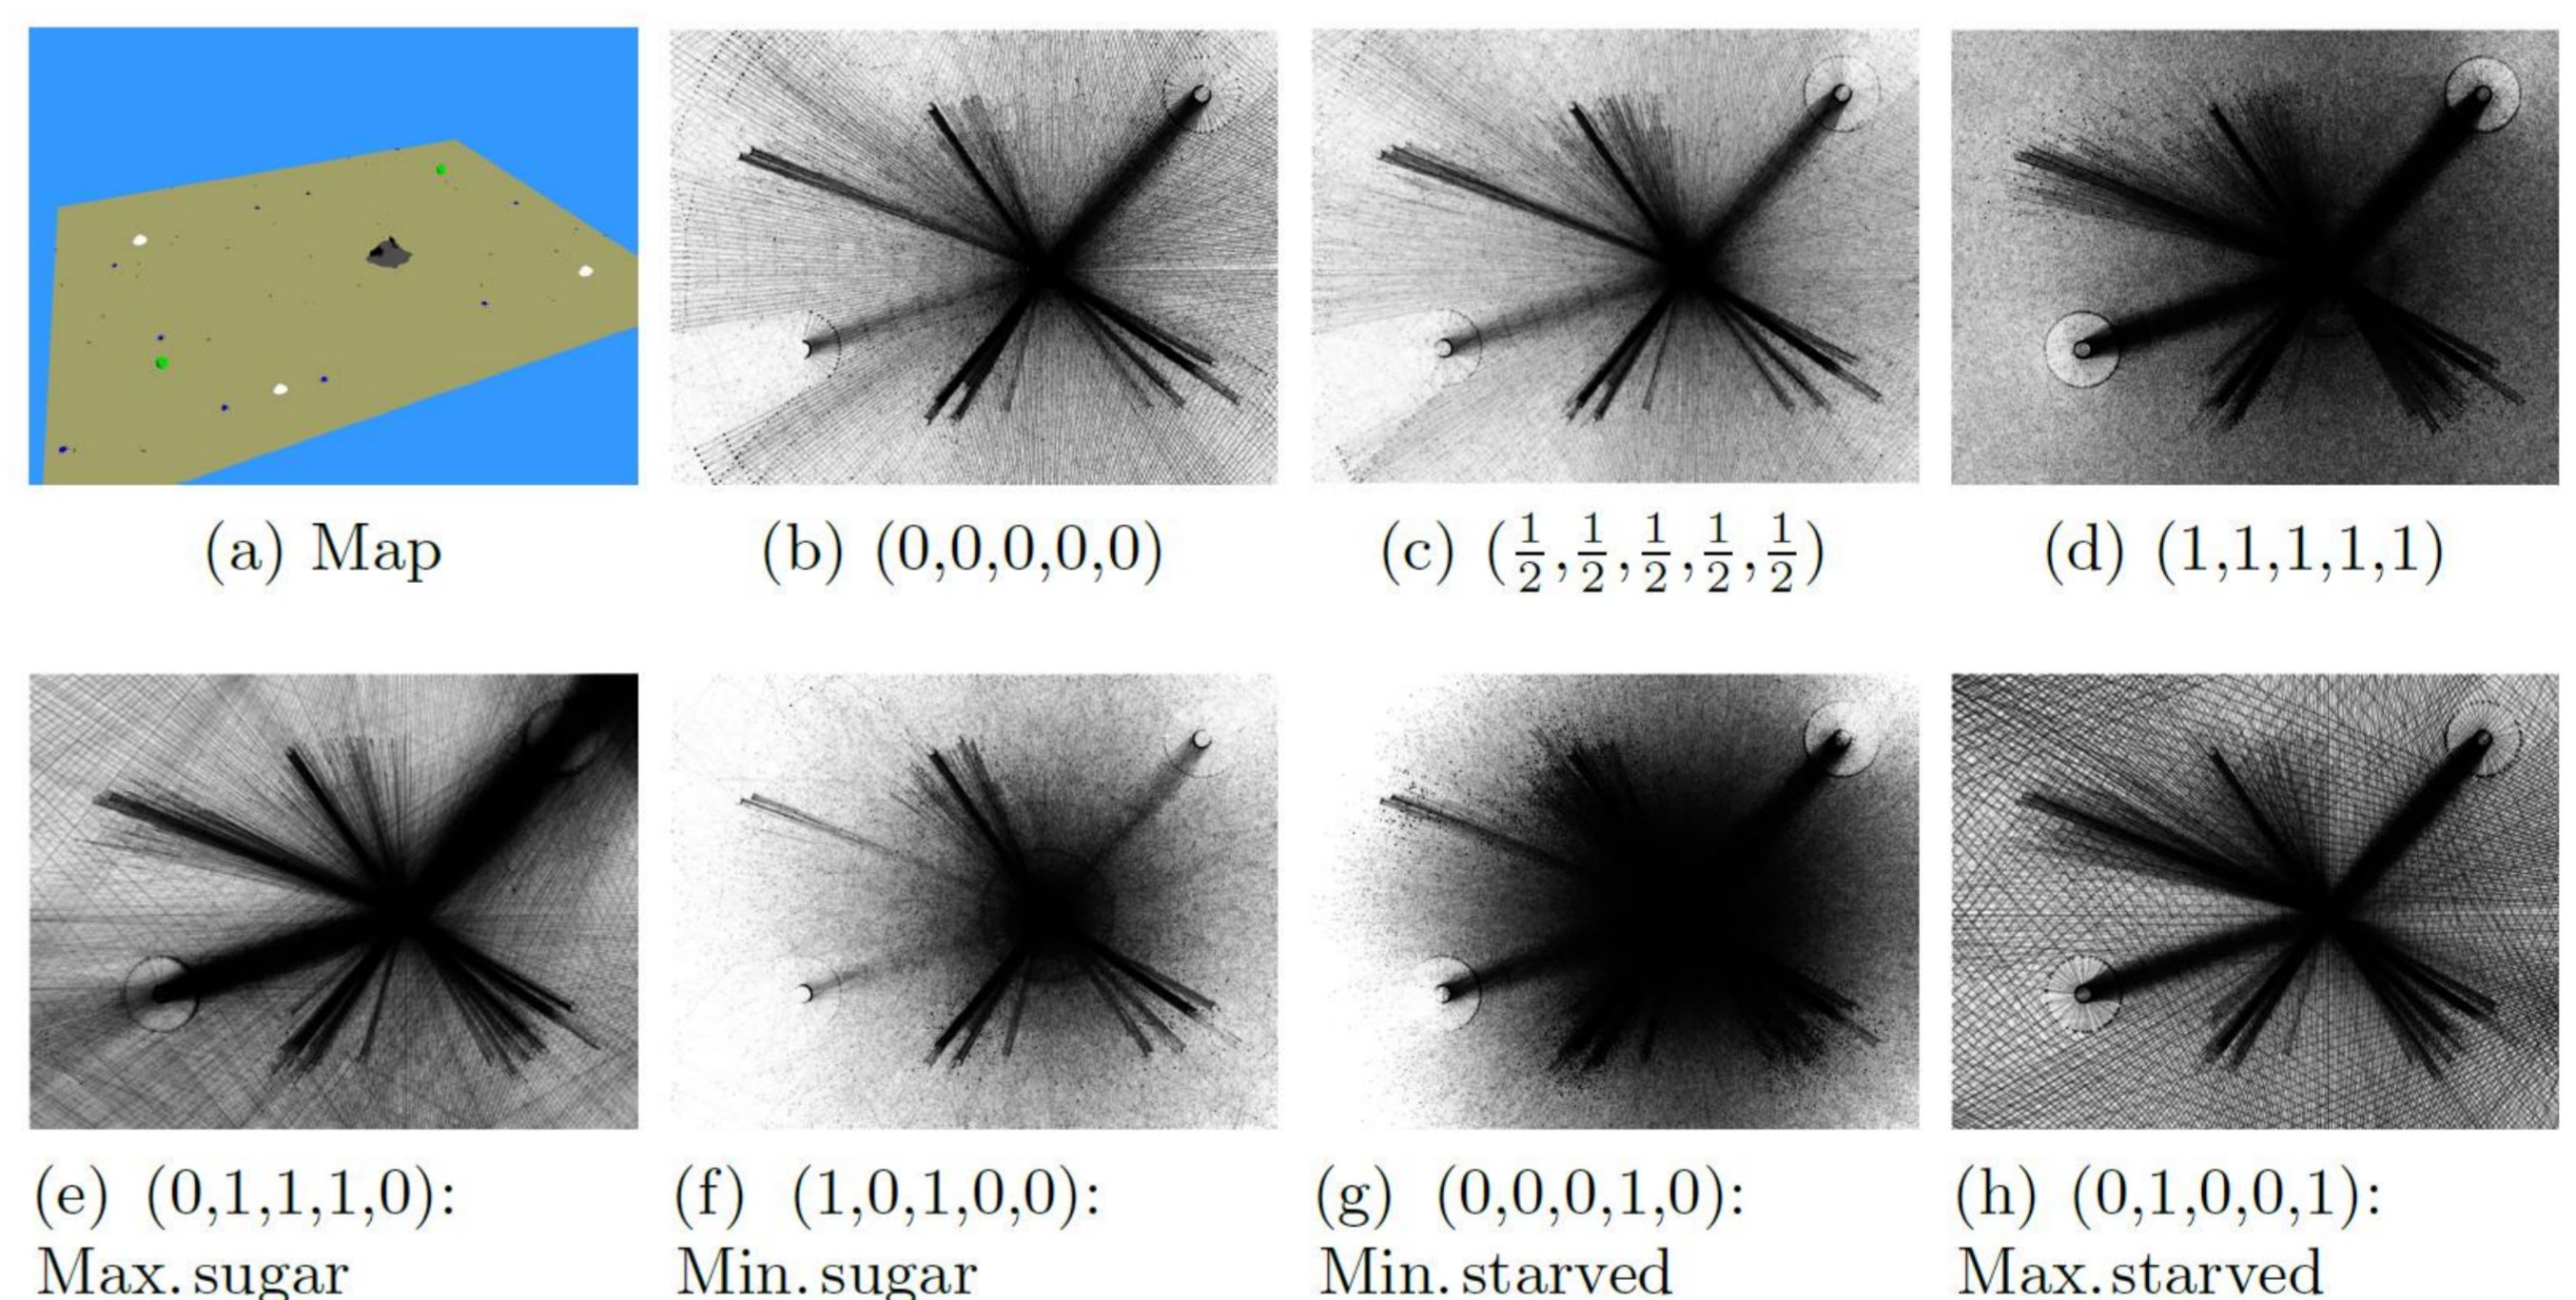 (a) Map
(b) (0,0,0,0,0)
(c) (½,½,½,½,½)
(d) (1,1,1,1,1)
(e) (0,1,1,1,0):
Max. sugar
(f) (1,0,1,0,0):
Min. sugar
(g) (0,0,0,1,0):
Min. starved
(h) (0,1,0,0,1):
Max. starved